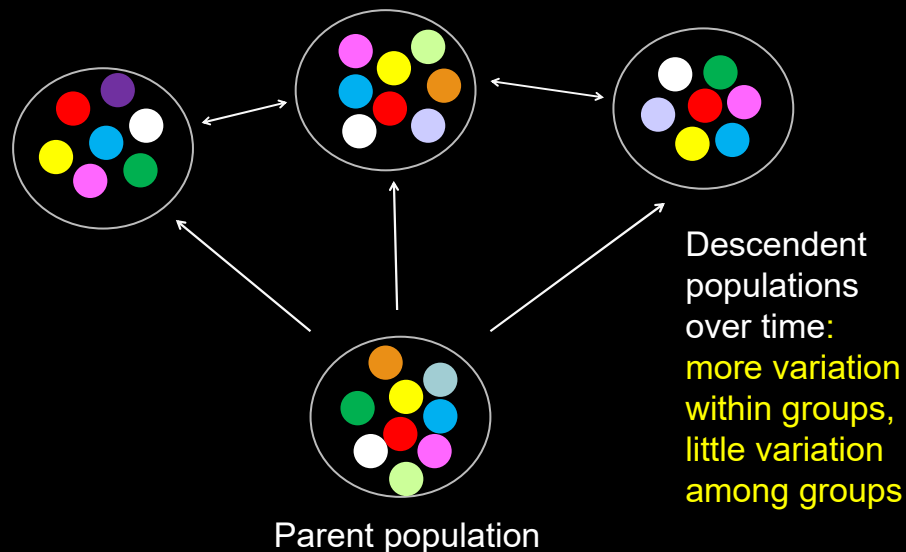 Descendent
populations
over time:
more variation
within groups,
little variation
among groups
Parent population